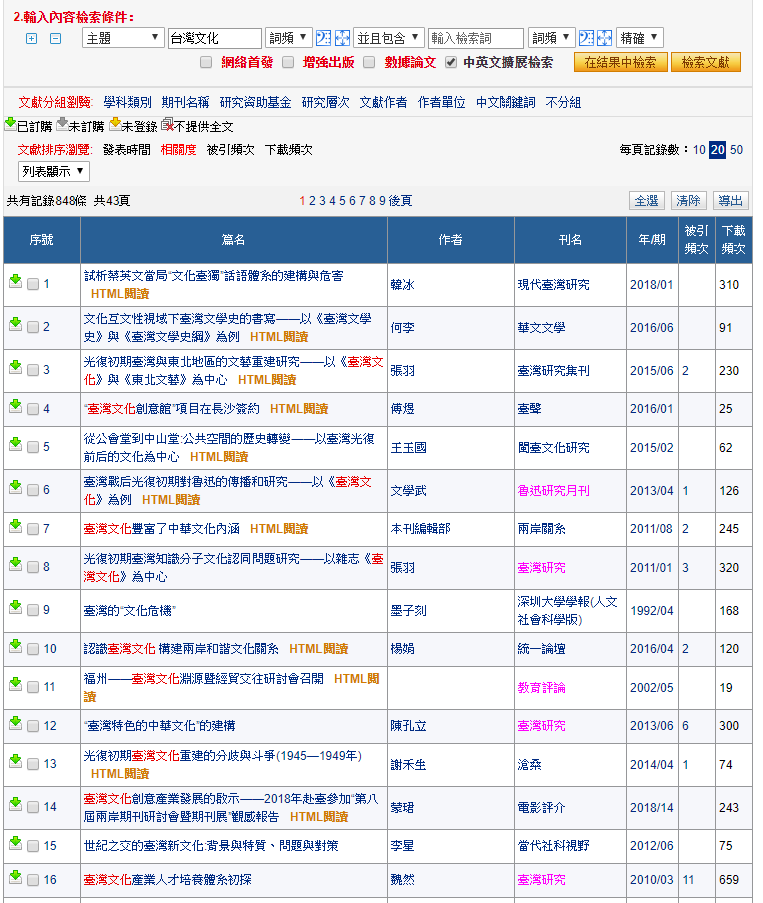 2.輸入內容檢索條件：
主題 台灣文化 詞頻 並且包含 輸入檢索詞 詞頻 精確
網絡首發 增強出版 數據論文 中英文擴展檢索 在結果中檢索 檢索文獻
文獻分組瀏覽: 學科類別 期刊名稱 研究資助基金 研究層次 文獻作者 作者單位 中文關鍵詞 不分組
已訂購 未訂購 未登錄 不提供全文
文獻排序瀏覽: 發表時間 相關度 被引頻次 下載頻次 每頁記錄數：10 20 50
列表顯示
共有記錄848條 共43頁 1 2 3 4 5 6 7 8 9 後頁 全選 清除 導出
序號 篇名 作者 刊名 年/期 被引頻次 下載頻次
1 試析禁英文當局“文化臺獨”話語體系的建構與危害 韓冰 現代臺灣研究 2018/01 310
HTML閱讀
2 文化互文性視域下臺灣文學史的書寫——以《臺灣文學 何李 華文文學 2016/06 91
史》與《臺灣文學史綱》為例 HTML閱讀
3 光復初期臺灣與東北地區的文藝重建研究——以《臺灣文 張羽 臺灣研究集刊 2015/06 2 230
化》與《東北文藝》為中心 HTML閱讀
4 “臺灣文化創意館”項目在長沙簽約 HTML閱讀 傅煜 臺聲 2016/01 25
5 從公會堂到中山堂:公共空間的歷史轉變——以臺灣光復 王玉國 閩臺文化研究 2015/02 62
前后的文化為中心 HTML閱讀
6 臺灣戰后光復初期對魯迅的傳播和研究——以《臺灣文 文學武 魯迅研究月刊 2013/04 1 126
化》為例 HTML閱讀
7 臺灣文化豐富了中華文化內涵 HTML閱讀 本刊編輯部 兩岸關系 2011/08 2 245
8 光復初期臺灣知識分子文化認同問題研究——以雜志《臺 張羽 臺灣研究 2011/01 3 320
灣文化》為中心
9 臺灣的“文化危機” 墨子刻 深圳大學學報(人文 1992/04 168
社會科學版)
10 認識臺灣文化 構建兩岸和諧文化關系 HTML閱讀 楊娟 統一論壇 2016/04 2 120
11 福州——臺灣文化淵源暨經貿交往研討會召開 HTML閱 教育評論 2002/05 19
讀
12 “臺灣特色的中華文化”的建構 陳孔立 臺灣研究 2013/06 6 300
13 光復初期臺灣文化重建的分歧與斗爭(1945—1949年) 謝禾生 滄桑 2014/04 1 74
HTML閱讀
14 臺灣文化創意產業發展的啟示——2018年赴臺參加“第八 蒙珺 電影評介 2018/14 243
屆兩岸期刊研討會暨期刊展”觀感報告 HTML閱讀
15 世紀之交的臺灣新文化:背景與特質、問題與對策 李星 當代社科視野 2012/06 75
16 臺灣文化產業人才培養體系初探 魏然 臺灣研究 2010/03 11 659